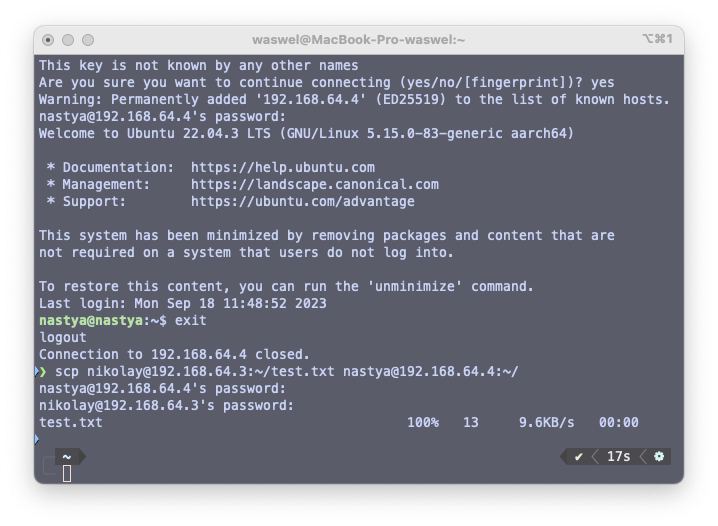 waswel@MacBook-Pro-waswel:~ ⌥⌘1
This key is not known by any other names
Are you sure you want to continue connecting (yes/no/[fingerprint])? yes
Warning: Permanently added '192.168.64.4' (ED25519) to the list of known hosts.
nastya@192.168.64.4's password:
Welcome to Ubuntu 22.04.3 LTS (GNU/Linux 5.15.0-83-generic aarch64)
* Documentation: https://help.ubuntu.com
* Management: https://landscape.canonical.com
* Support: https://ubuntu.com/advantage
This system has been minimized by removing packages and content that are
not required on a system that users do not log into.
To restore this content, you can run the 'unminimize' command.
Last login: Mon Sep 18 11:48:52 2023
nastya@nastya:~$ exit
logout
Connection to 192.168.64.4 closed.
❯ scp nikolay@192.168.64.3:~/test.txt nastya@192.168.64.4:~/
nastya@192.168.64.4's password:
nikolay@192.168.64.3's password:
test.txt 100% 13 9.6KB/s 00:00
~ ✔ 17s